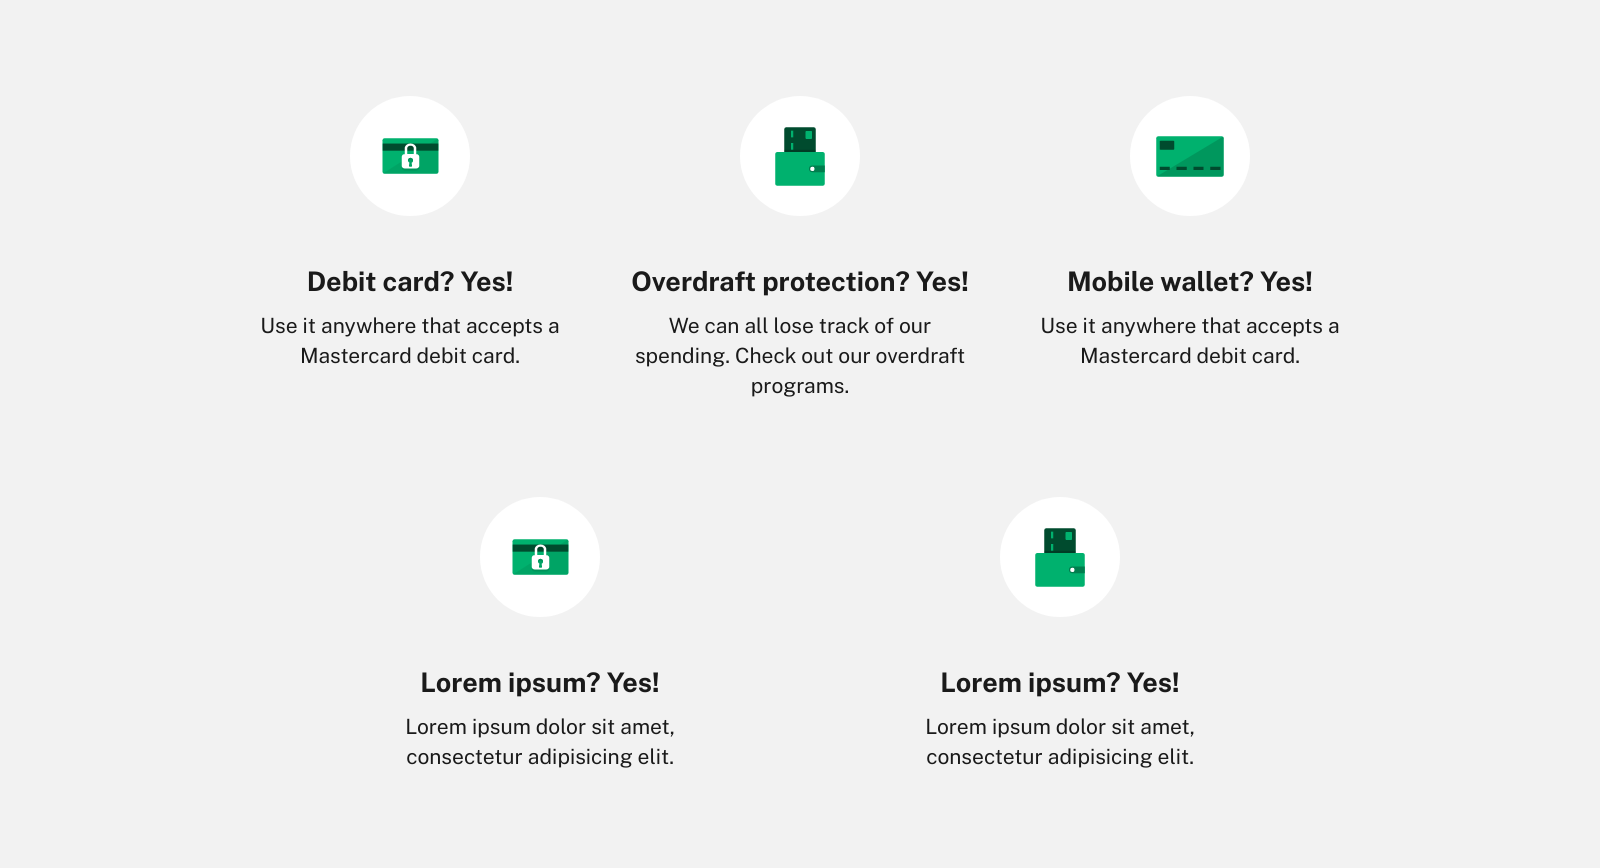 Debit card? Yes!
Use it anywhere that accepts a
Mastercard debit card.
Overdraft protection? Yes!
We can all lose track of our
spending. Check out our overdraft
programs.
Mobile wallet? Yes!
Use it anywhere that accepts a
Mastercard debit card.
Lorem ipsum? Yes!
Lorem ipsum dolor sit amet,
consectetur adipisicing elit.
Lorem ipsum? Yes!
Lorem ipsum dolor sit amet,
consectetur adipisicing elit.